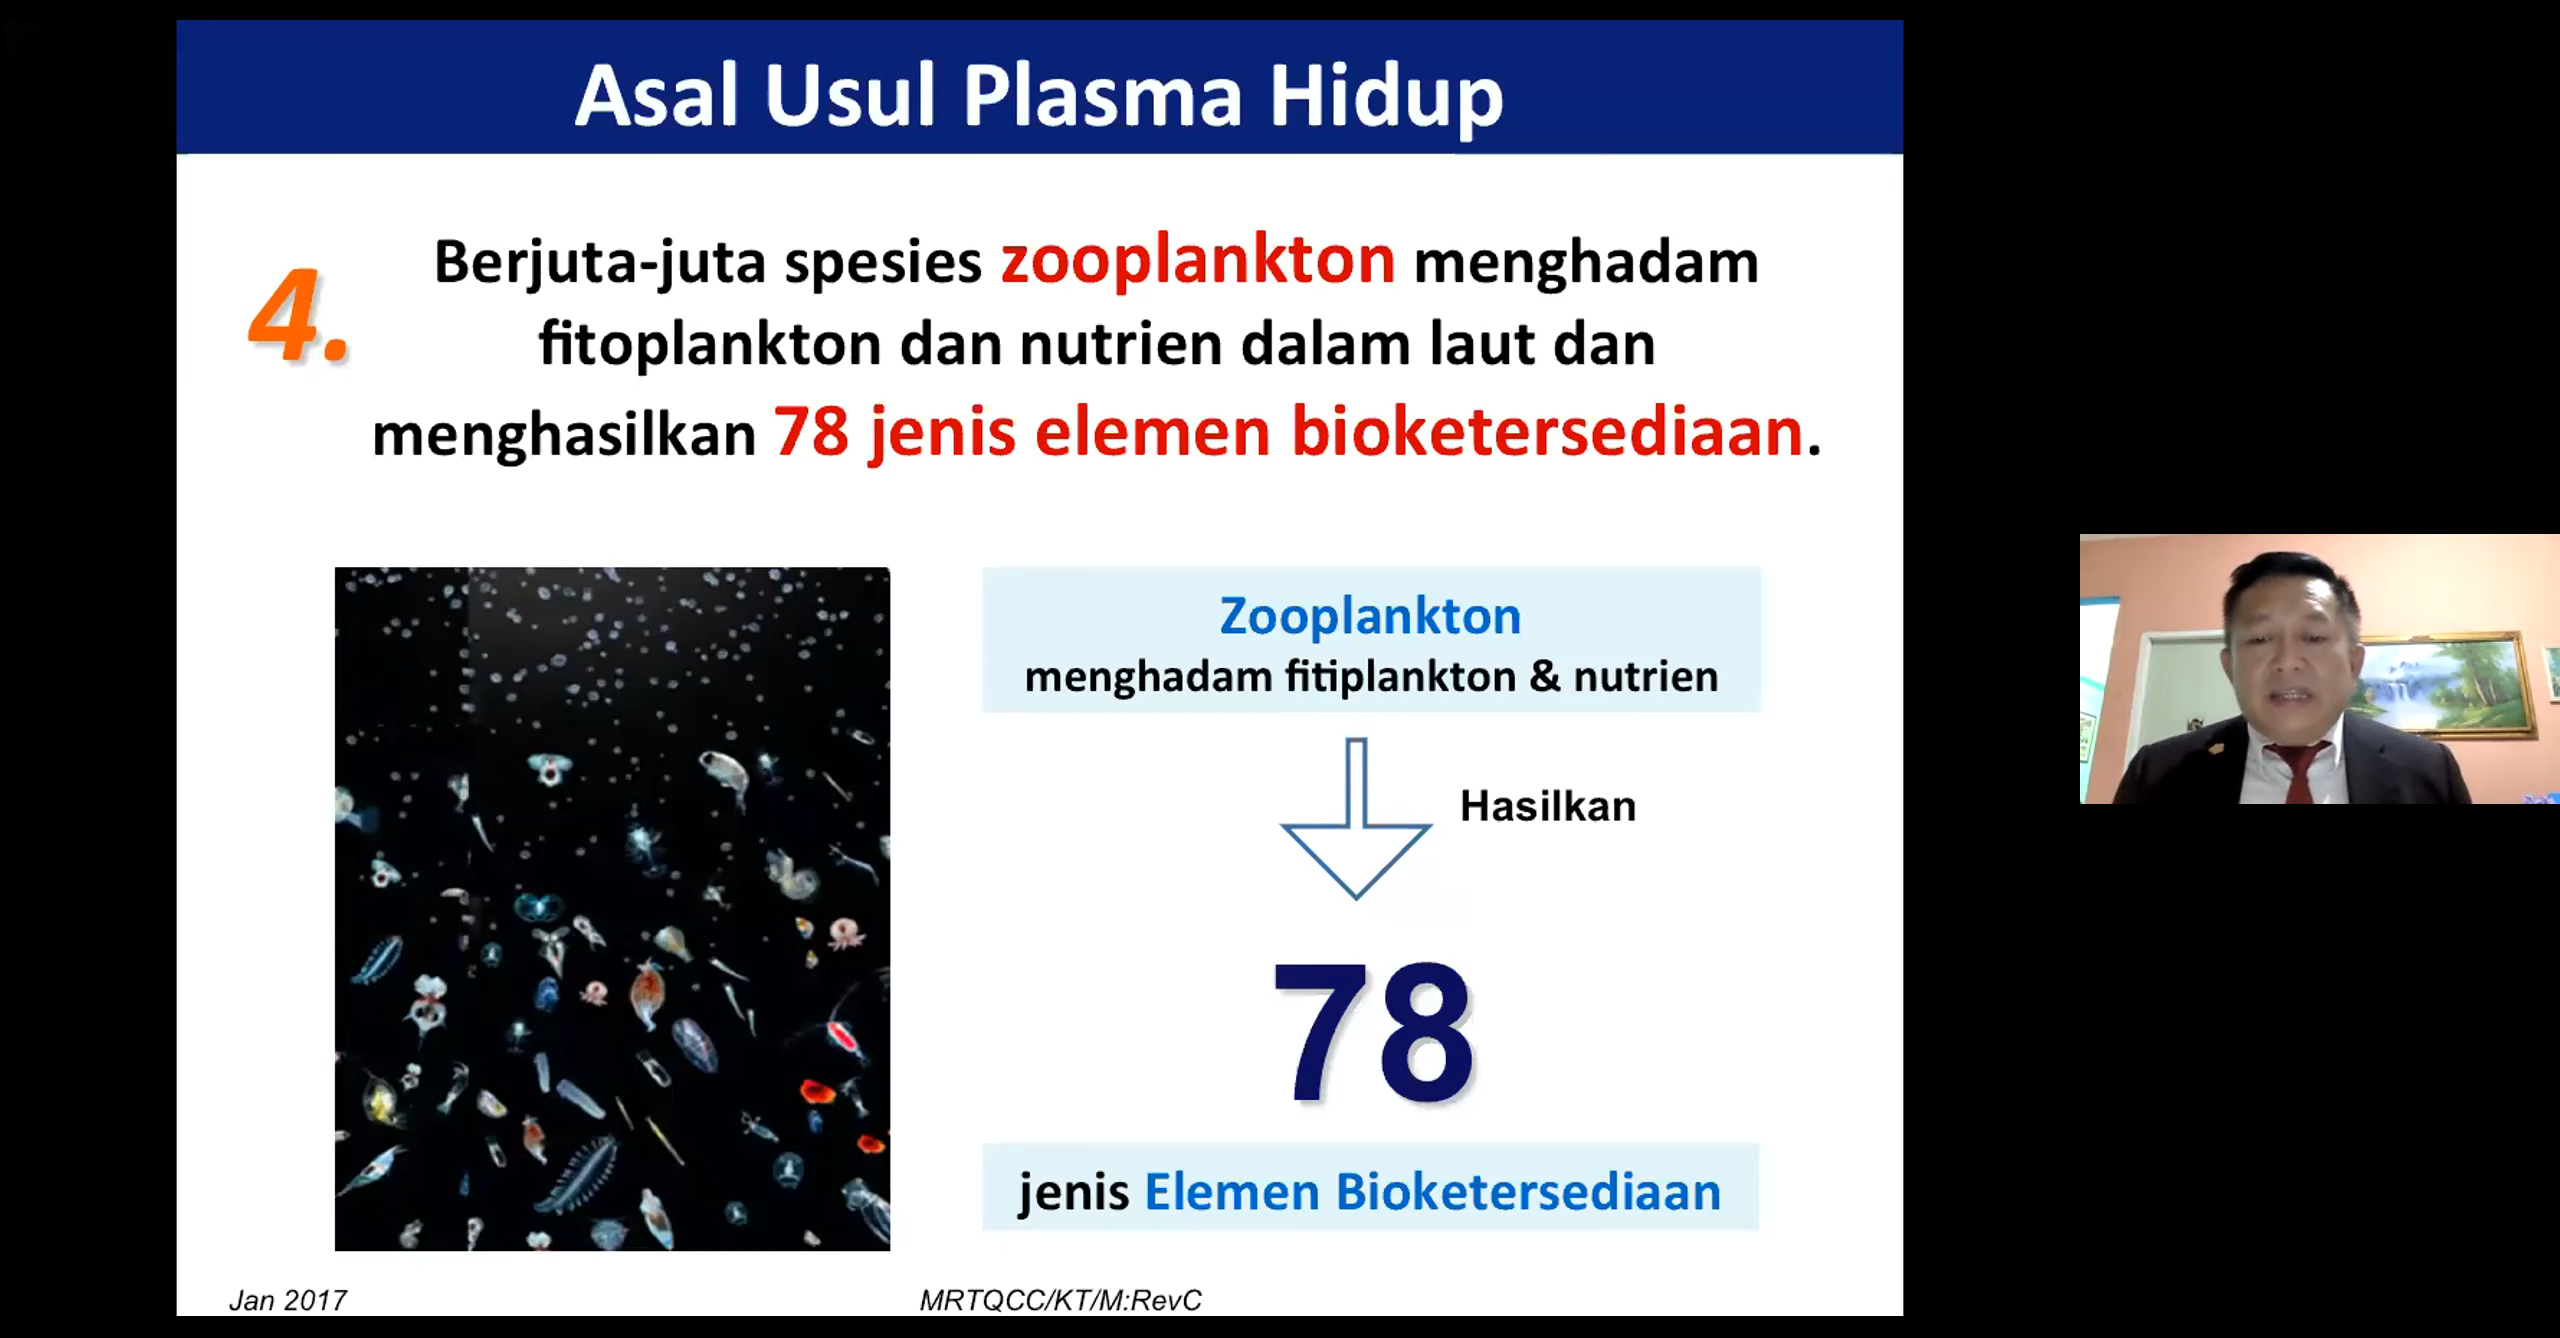 Asal Usul Plasma Hidup
4.
Berjuta-juta spesies zooplankton menghadam
fitoplankton dan nutrien dalam laut dan
menghasilkan 78 jenis elemen bioketersediaan.
Zooplankton
menghadam fitiplankton & nutrien
Hasilkan
78
jenis Elemen Bioketersediaan
Jan 2017
MRTQCC/KT/M:RevC